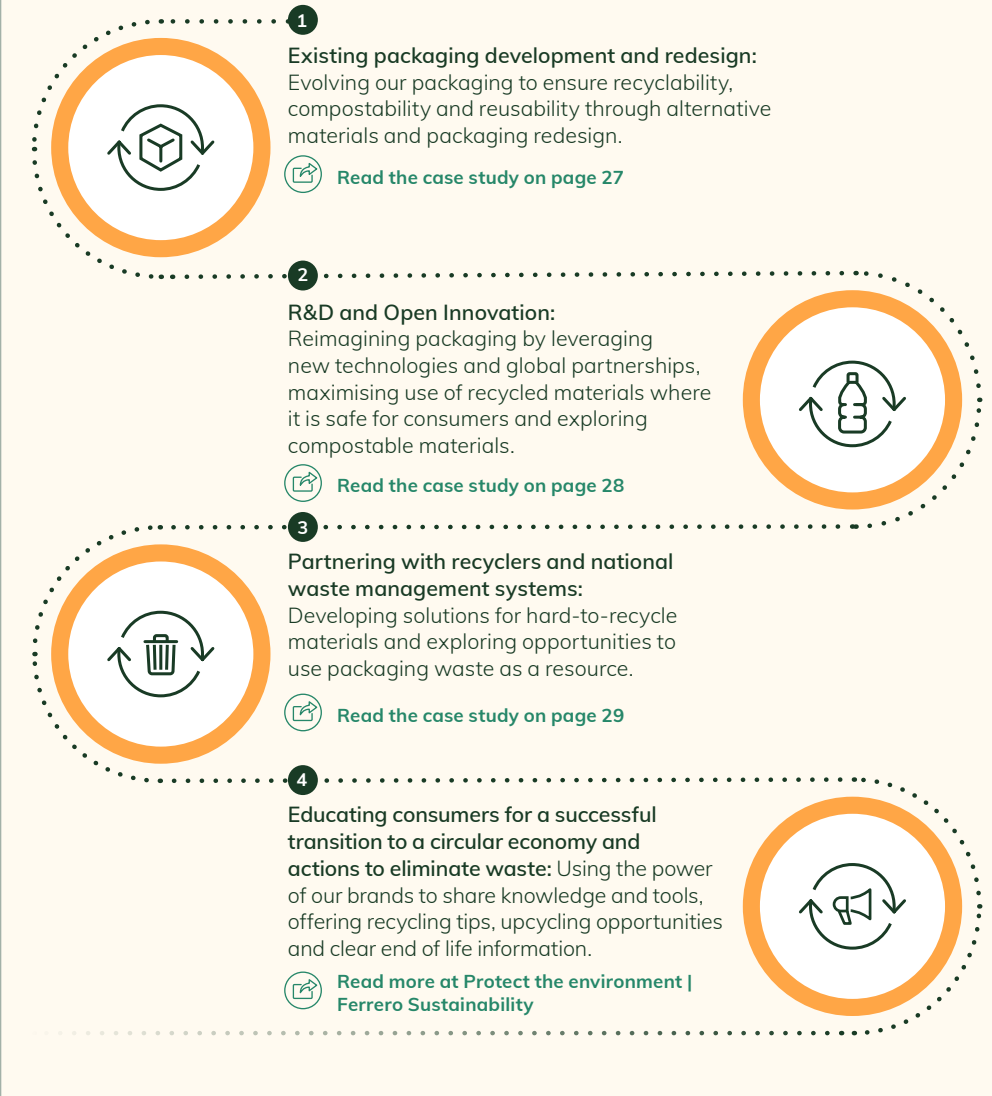 1
Existing packaging development and redesign:
Evolving our packaging to ensure recyclability,
compostability and reusability through alternative
materials and packaging redesign.
Read the case study on page 27
2
R&D and Open Innovation:
Reimagining packaging by leveraging
new technologies and global partnerships,
maximising use of recycled materials where
it is safe for consumers and exploring
compostable materials.
Read the case study on page 28
3
Partnering with recyclers and national
waste management systems:
Developing solutions for hard-to-recycle
materials and exploring opportunities to
use packaging waste as a resource.
Read the case study on page 29
4
Educating consumers for a successful
transition to a circular economy and
actions to eliminate waste: Using the power
of our brands to share knowledge and tools,
offering recycling tips, upcycling opportunities
and clear end of life information.
Read more at Protect the environment |
Ferrero Sustainability